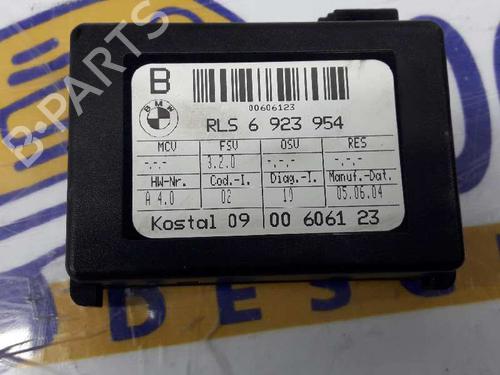 B
BMW
00606123
RLS 6 923 954
MCV FSV OSV RES
-.-.- 3.2.0 -.-.- -.-.-
HW-Nr. Cod.-I. Diag.-I. Manuf.-Dat.
A 4.0 02 10 05.06.04
Kostal 09 00 6061 23
B-PARTS
DESGU